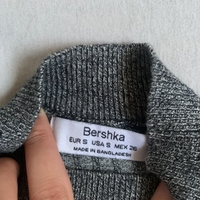 Bershka
EUR S USA S MEX 26
MADE IN BANGLADESH